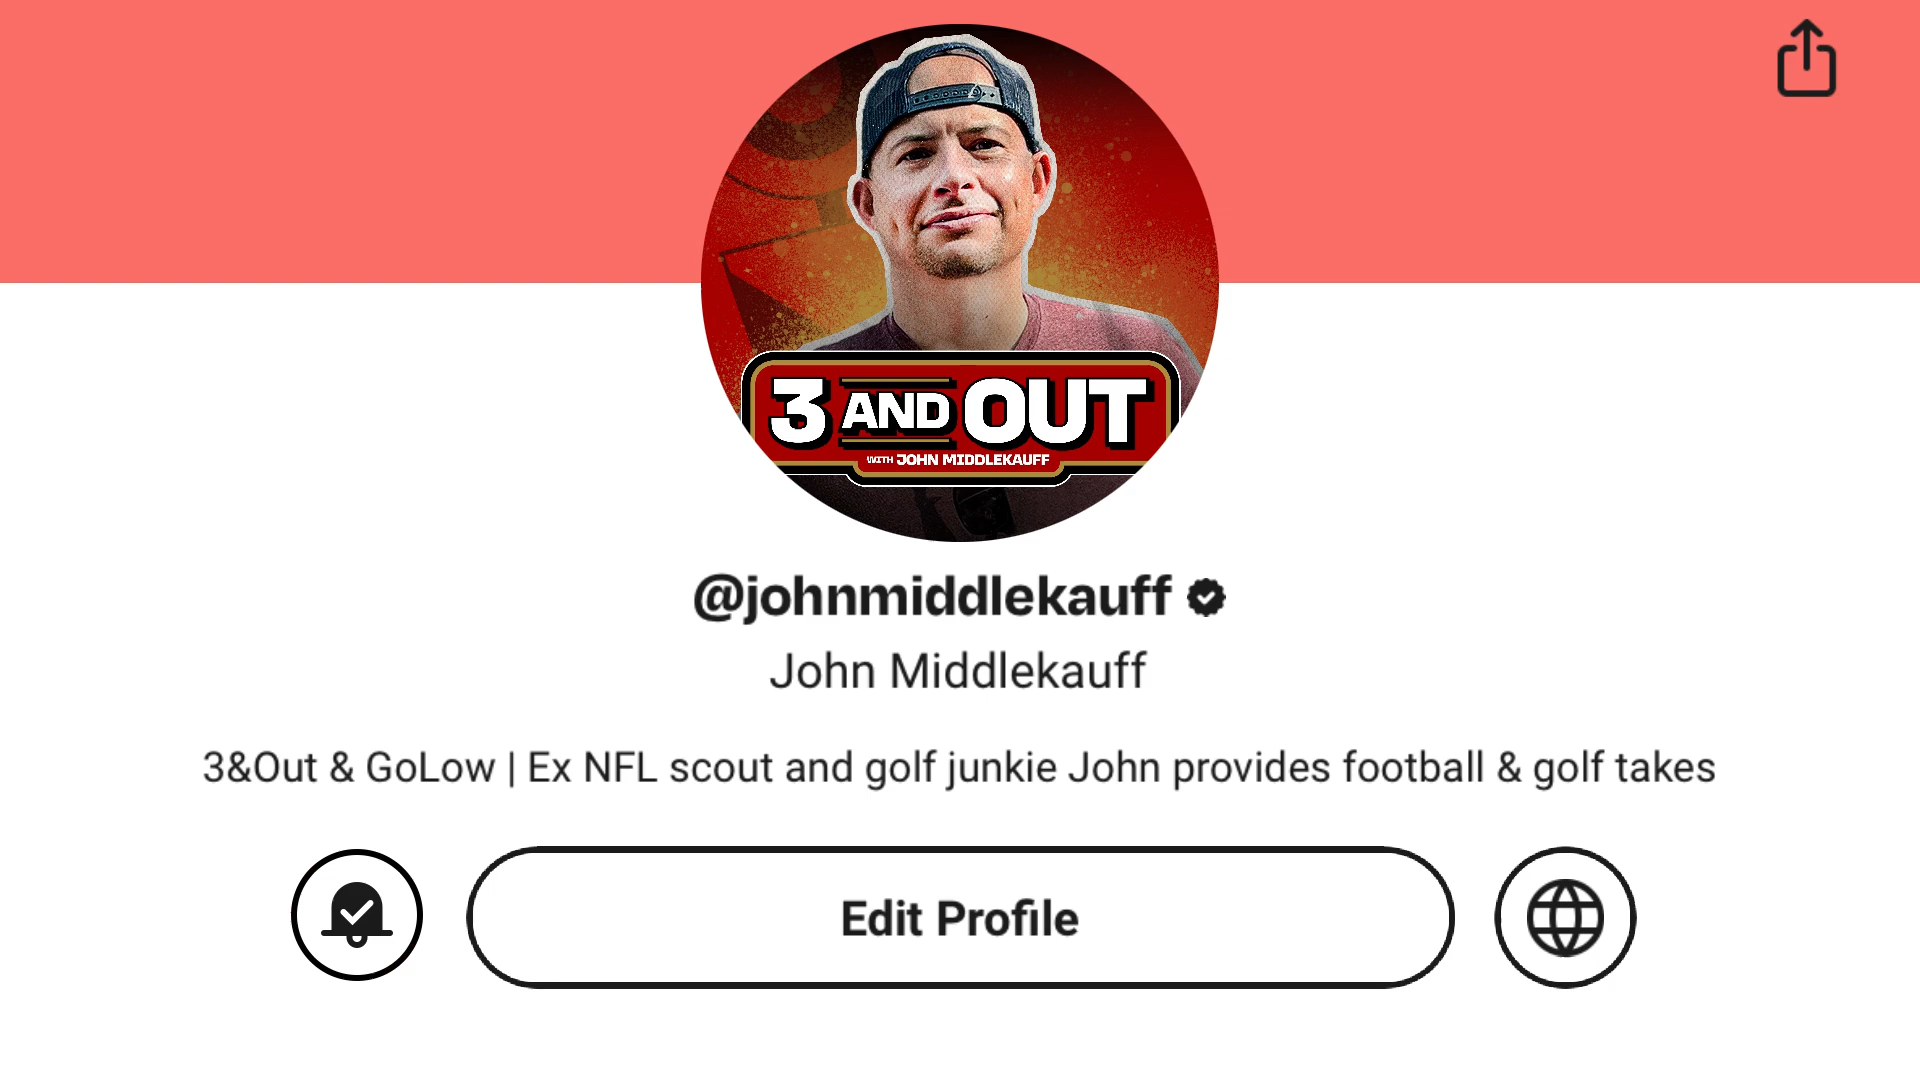 3 AND OUT
WITH JOHN MIDDLEKAUFF
@johnmiddlekauff
John Middlekauff
3&Out & GoLow | Ex NFL scout and golf junkie John provides football & golf takes
Edit Profile